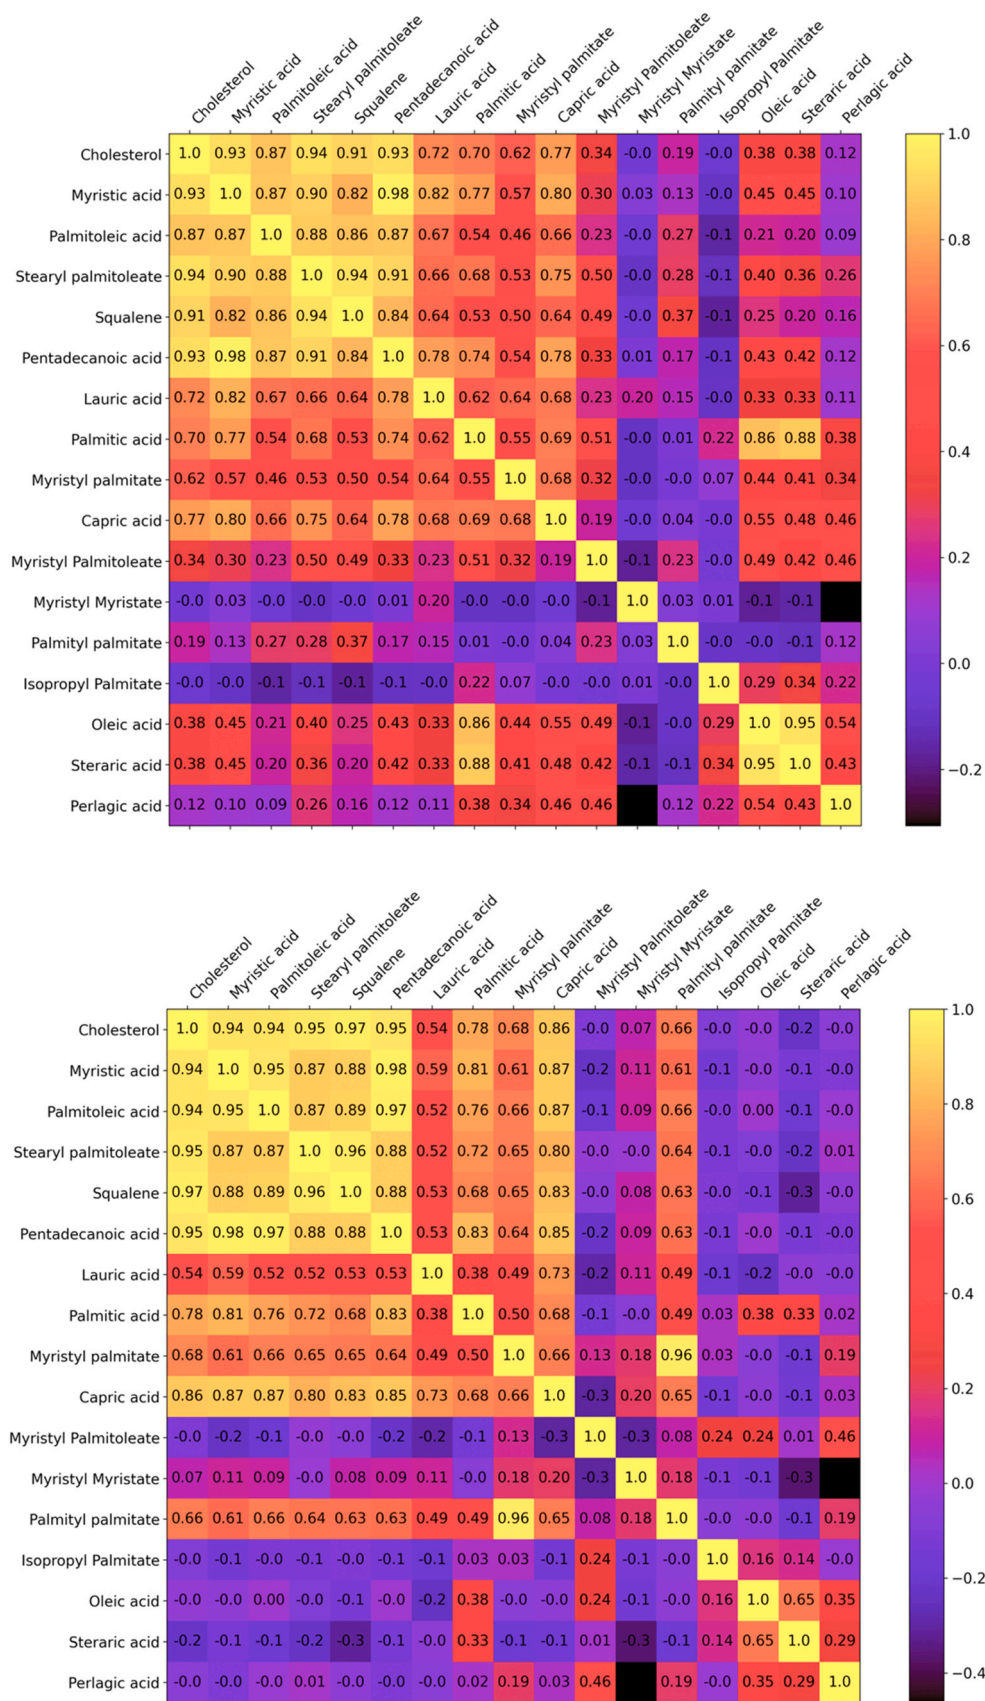 Cholesterol Myristic acid Palmitoleic acid Stearyl palmitoleate Squalene Pentadecanoic acid Lauric acid Palmitic acid Myristyl palmitate Capric acid Myristyl Palmitoleate Myristyl Myristate Palmityl palmitate Isopropyl Palmitate Oleic acid Steraric acid Perlagic acid
Cholesterol 1.0 0.93 0.87 0.94 0.91 0.93 0.72 0.70 0.62 0.77 0.34 -0.0 0.19 -0.0 0.38 0.38 0.12
Myristic acid 0.93 1.0 0.87 0.90 0.82 0.98 0.82 0.77 0.57 0.80 0.30 0.03 0.13 -0.0 0.45 0.45 0.10
Palmitoleic acid 0.87 0.87 1.0 0.88 0.86 0.87 0.67 0.54 0.46 0.66 0.23 -0.0 0.27 -0.1 0.21 0.20 0.09
Stearyl palmitoleate 0.94 0.90 0.88 1.0 0.94 0.91 0.66 0.68 0.53 0.75 0.50 -0.0 0.28 -0.1 0.40 0.36 0.26
Squalene 0.91 0.82 0.86 0.94 1.0 0.84 0.64 0.53 0.50 0.64 0.49 -0.0 0.37 -0.1 0.25 0.20 0.16
Pentadecanoic acid 0.93 0.98 0.87 0.91 0.84 1.0 0.78 0.74 0.54 0.78 0.33 0.01 0.17 -0.1 0.43 0.42 0.12
Lauric acid 0.72 0.82 0.67 0.66 0.64 0.78 1.0 0.62 0.64 0.68 0.23 0.20 0.15 -0.0 0.33 0.33 0.11
Palmitic acid 0.70 0.77 0.54 0.68 0.53 0.74 0.62 1.0 0.55 0.69 0.51 -0.0 0.01 0.22 0.86 0.88 0.38
Myristyl palmitate 0.62 0.57 0.46 0.53 0.50 0.54 0.64 0.55 1.0 0.68 0.32 -0.0 -0.0 0.07 0.44 0.41 0.34
Capric acid 0.77 0.80 0.66 0.75 0.64 0.78 0.68 0.69 0.68 1.0 0.19 -0.0 0.04 -0.0 0.55 0.48 0.46
Myristyl Palmitoleate 0.34 0.30 0.23 0.50 0.49 0.33 0.23 0.51 0.32 0.19 1.0 -0.1 0.23 -0.0 0.49 0.42 0.46
Myristyl Myristate -0.0 0.03 -0.0 -0.0 -0.0 0.01 0.20 -0.0 -0.0 -0.0 -0.1 1.0 0.03 0.01 -0.1 -0.1
Palmityl palmitate 0.19 0.13 0.27 0.28 0.37 0.17 0.15 0.01 -0.0 0.04 0.23 0.03 1.0 -0.0 -0.0 -0.1 0.12
Isopropyl Palmitate -0.0 -0.0 -0.1 -0.1 -0.1 -0.1 -0.0 0.22 0.07 -0.0 -0.0 0.01 -0.0 1.0 0.29 0.34 0.22
Oleic acid 0.38 0.45 0.21 0.40 0.25 0.43 0.33 0.86 0.44 0.55 0.49 -0.1 -0.0 0.29 1.0 0.95 0.54
Steraric acid 0.38 0.45 0.20 0.36 0.20 0.42 0.33 0.88 0.41 0.48 0.42 -0.1 -0.1 0.34 0.95 1.0 0.43
Perlagic acid 0.12 0.10 0.09 0.26 0.16 0.12 0.11 0.38 0.34 0.46 0.46 0.12 0.22 0.54 0.43 1.0
1.0
0.8
0.6
0.4
0.2
0.0
−0.2
Cholesterol Myristic acid Palmitoleic acid Stearyl palmitoleate Squalene Pentadecanoic acid Lauric acid Palmitic acid Myristyl palmitate Capric acid Myristyl Palmitoleate Myristyl Myristate Palmityl palmitate Isopropyl Palmitate Oleic acid Steraric acid Perlagic acid
Cholesterol 1.0 0.94 0.94 0.95 0.97 0.95 0.54 0.78 0.68 0.86 -0.0 0.07 0.66 -0.0 -0.0 -0.2 -0.0
Myristic acid 0.94 1.0 0.95 0.87 0.88 0.98 0.59 0.81 0.61 0.87 -0.2 0.11 0.61 -0.1 -0.0 -0.1 -0.0
Palmitoleic acid 0.94 0.95 1.0 0.87 0.89 0.97 0.52 0.76 0.66 0.87 -0.1 0.09 0.66 -0.0 0.00 -0.1 -0.0
Stearyl palmitoleate 0.95 0.87 0.87 1.0 0.96 0.88 0.52 0.72 0.65 0.80 -0.0 -0.0 0.64 -0.1 -0.0 -0.2 0.01
Squalene 0.97 0.88 0.89 0.96 1.0 0.88 0.53 0.68 0.65 0.83 -0.0 0.08 0.63 -0.0 -0.1 -0.3 -0.0
Pentadecanoic acid 0.95 0.98 0.97 0.88 0.88 1.0 0.53 0.83 0.64 0.85 -0.2 0.09 0.63 -0.1 -0.0 -0.1 -0.0
Lauric acid 0.54 0.59 0.52 0.52 0.53 0.53 1.0 0.38 0.49 0.73 -0.2 0.11 0.49 -0.1 -0.2 -0.0 -0.0
Palmitic acid 0.78 0.81 0.76 0.72 0.68 0.83 0.38 1.0 0.50 0.68 -0.1 -0.0 0.49 0.03 0.38 0.33 0.02
Myristyl palmitate 0.68 0.61 0.66 0.65 0.65 0.64 0.49 0.50 1.0 0.66 0.13 0.18 0.96 0.03 -0.0 -0.1 0.19
Capric acid 0.86 0.87 0.87 0.80 0.83 0.85 0.73 0.68 0.66 1.0 -0.3 0.20 0.65 -0.1 -0.0 -0.1 0.03
Myristyl Palmitoleate -0.0 -0.2 -0.1 -0.0 -0.0 -0.2 -0.2 -0.1 0.13 -0.3 1.0 -0.3 0.08 0.24 0.24 0.01 0.46
Myristyl Myristate 0.07 0.11 0.09 -0.0 0.08 0.09 0.11 -0.0 0.18 0.20 -0.3 1.0 0.18 -0.1 -0.1 -0.3
Palmityl palmitate 0.66 0.61 0.66 0.64 0.63 0.63 0.49 0.49 0.96 0.65 0.08 0.18 1.0 -0.0 -0.0 -0.1 0.19
Isopropyl Palmitate -0.0 -0.1 -0.0 -0.1 -0.0 -0.1 -0.1 0.03 0.03 -0.1 0.24 -0.1 -0.0 1.0 0.16 0.14 -0.0
Oleic acid -0.0 -0.0 0.00 -0.0 -0.1 -0.0 -0.2 0.38 -0.0 -0.0 0.24 -0.1 -0.0 0.16 1.0 0.65 0.35
Steraric acid -0.2 -0.1 -0.1 -0.2 -0.3 -0.1 -0.0 0.33 -0.1 -0.1 0.01 -0.3 -0.1 0.14 0.65 1.0 0.29
Perlagic acid -0.0 -0.0 -0.0 0.01 -0.0 -0.0 -0.0 0.02 0.19 0.03 0.46 0.19 -0.0 0.35 0.29 1.0
1.0
0.8
0.6
0.4
0.2
0.0
−0.2
−0.4